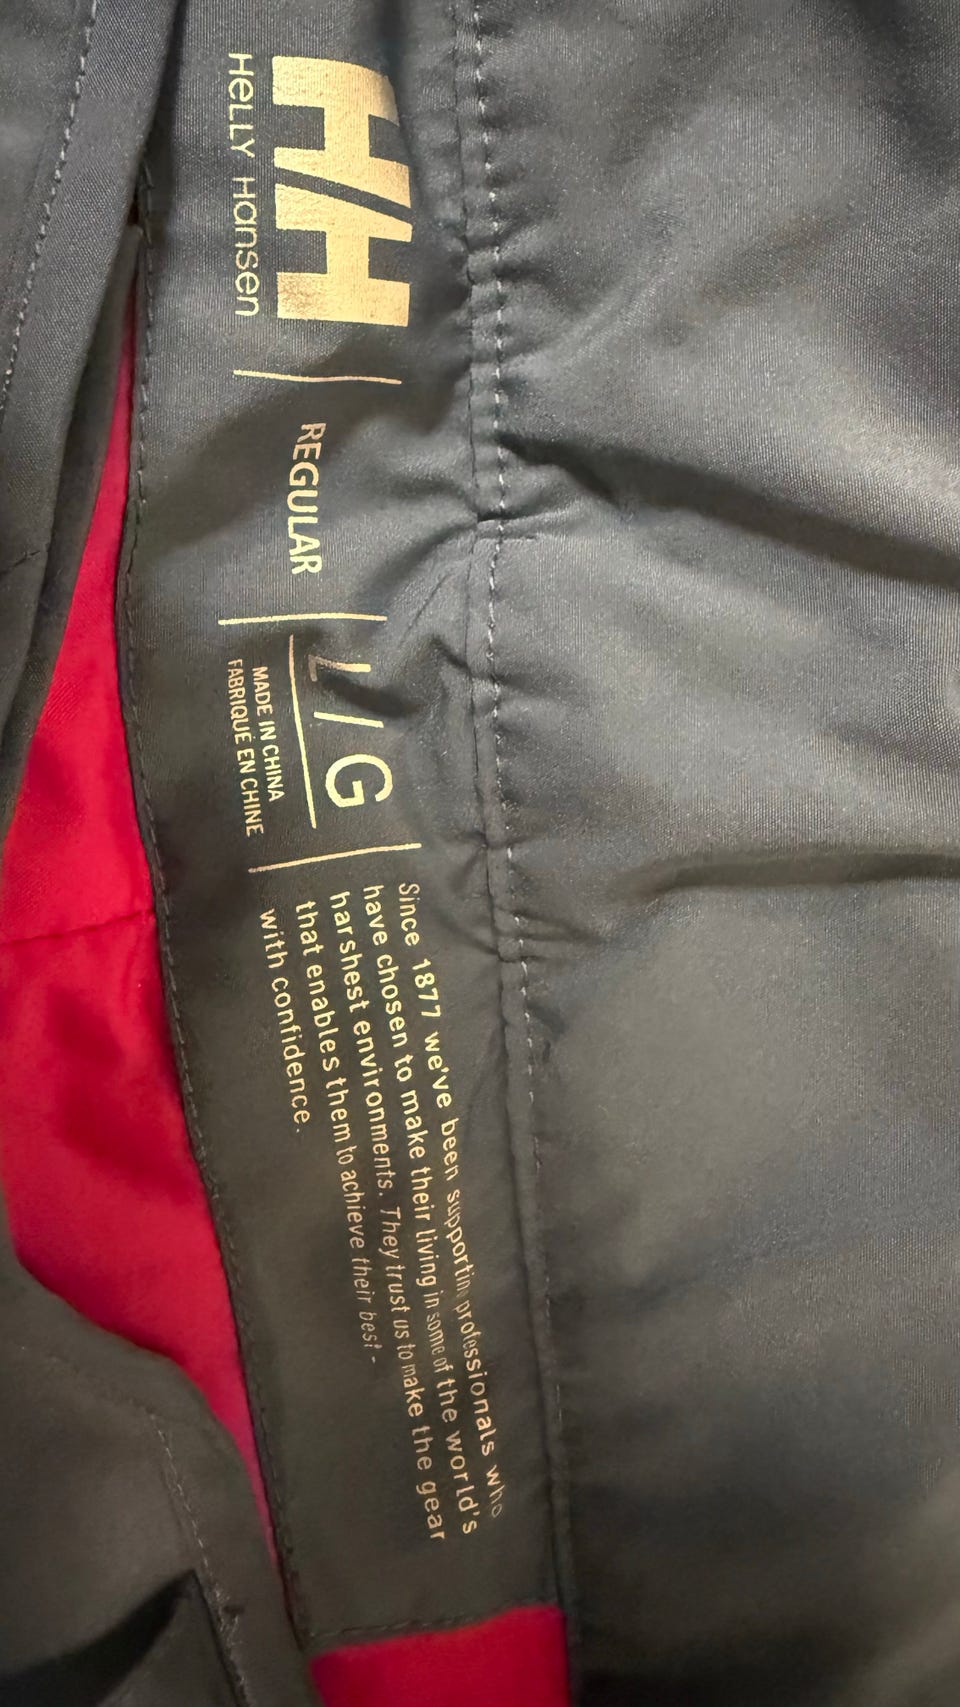 HH
HELLY HANSEN
REGULAR
L/G
MADE IN CHINA
FABRIQUÉ EN CHINE
Since 1877 we've been supporting professionals who
have chosen to make their living in some of the world's
harshest environments. They trust us to make the gear
that enables them to achieve their best -
with confidence.